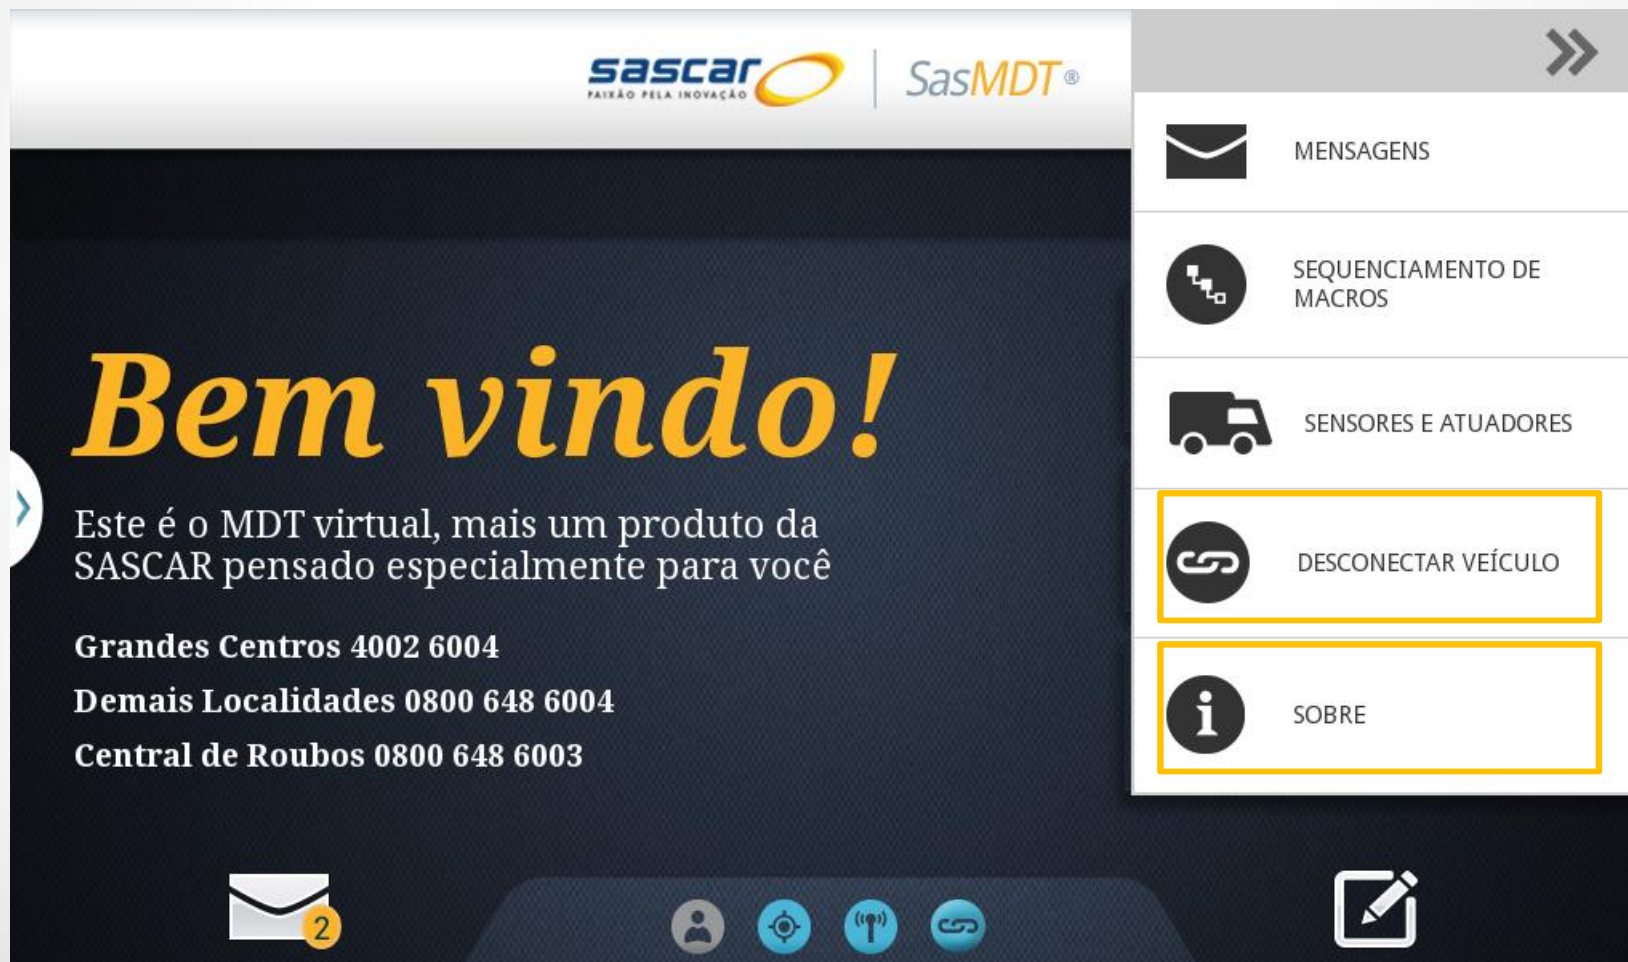 sascar
PAIXÃO PELA INOVAÇÃO
SasMDT®
MENSAGENS
SEQUENCIAMENTO DE
MACROS
SENSORES E ATUADORES
DESCONECTAR VEÍCULO
SOBRE
Bem vindo!
Este é o MDT virtual, mais um produto da
SASCAR pensado especialmente para você
Grandes Centros 4002 6004
Demais Localidades 0800 648 6004
Central de Roubos 0800 648 6003
2